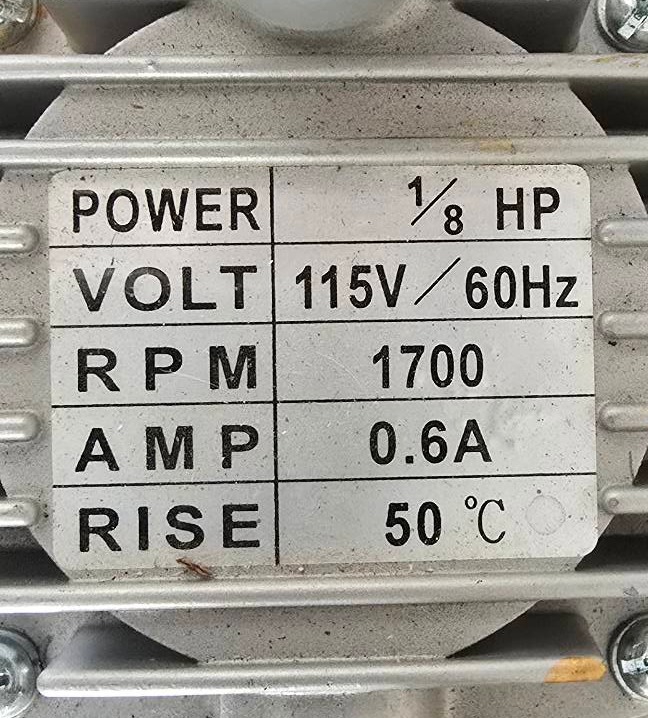 POWER 1/8 HP
VOLT 115V/60Hz
RPM 1700
AMP 0.6A
RISE 50 ℃